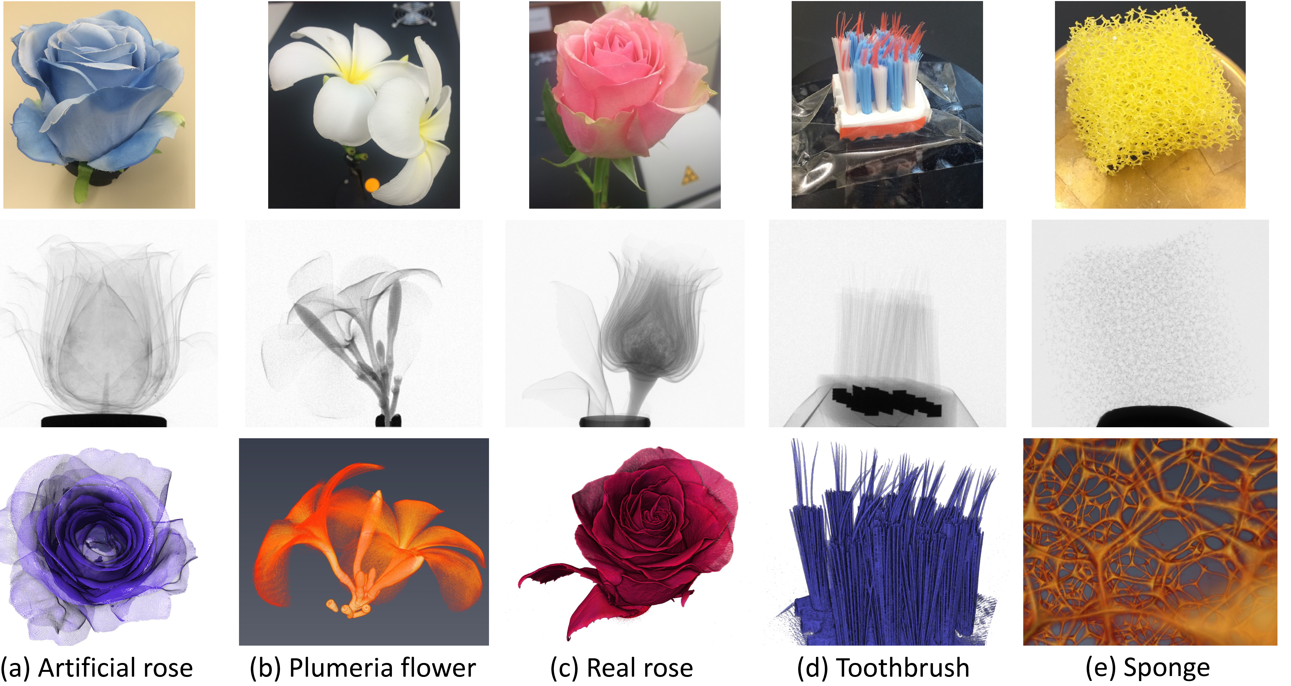 (a) Artificial rose
(b) Plumeria flower
(c) Real rose
(d) Toothbrush
(e) Sponge